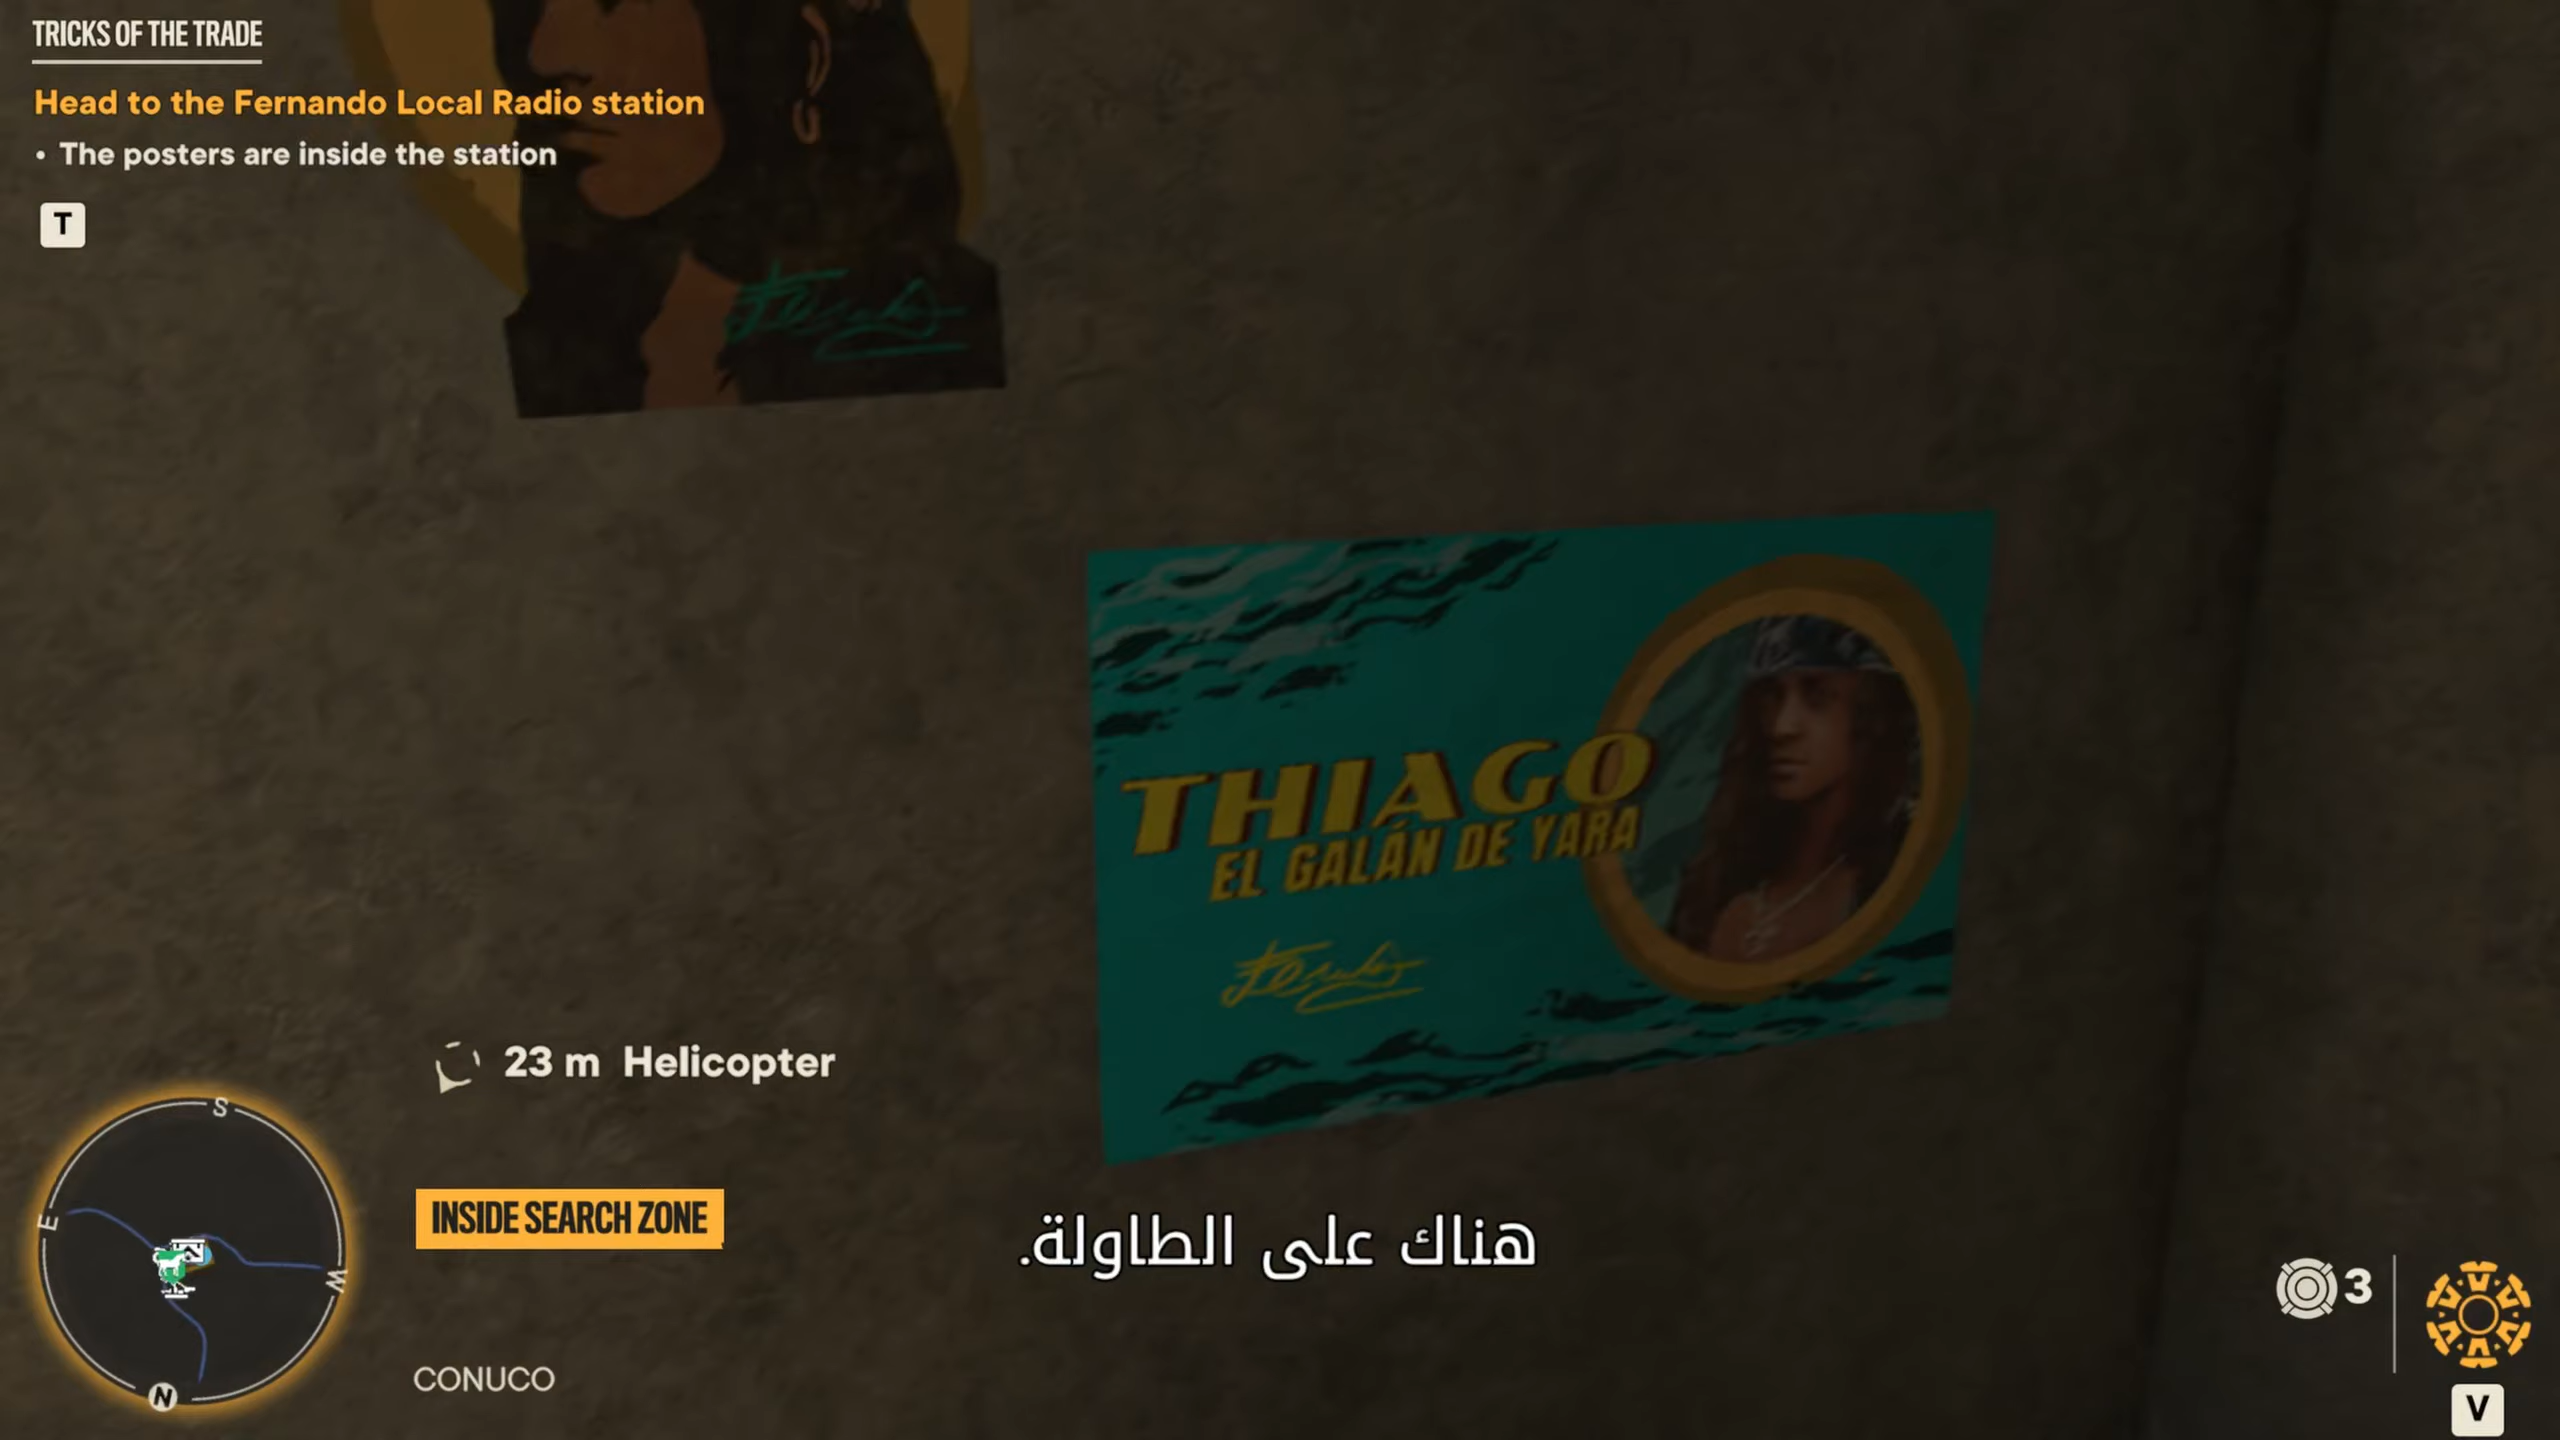 TRICKS OF THE TRADE
Head to the Fernando Local Radio station
• The posters are inside the station
T
THIAGO
EL GALÁN DE YARA
23 m Helicopter
S
E
W
N
INSIDE SEARCH ZONE
هناك على الطاولة.
CONUCO
3
V